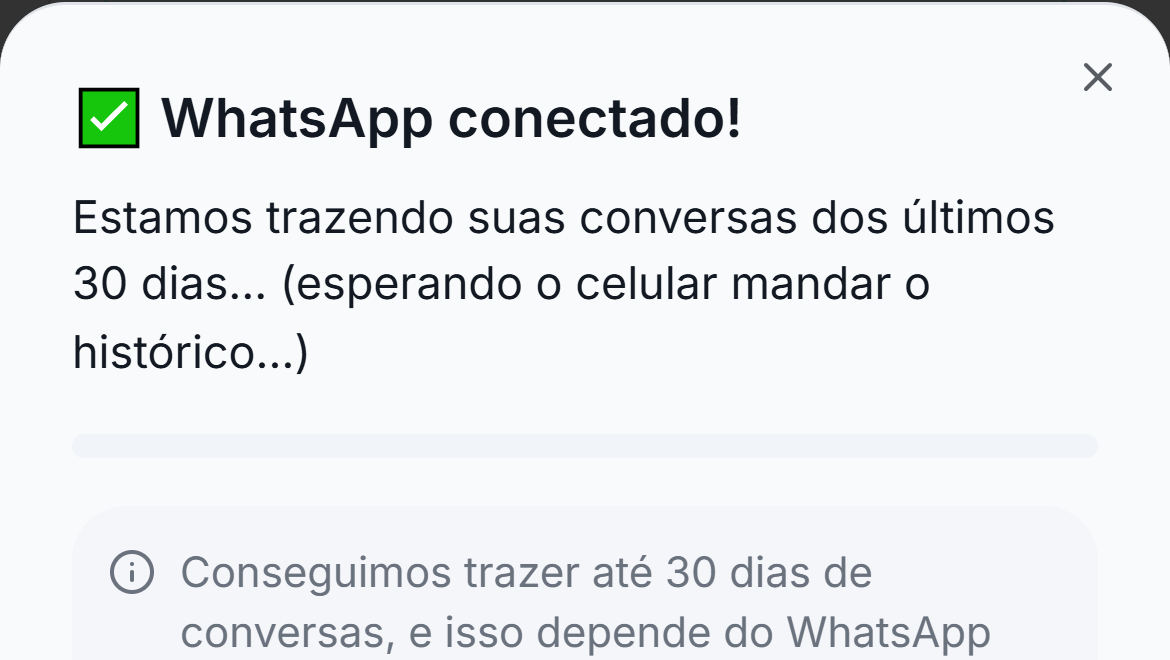 WhatsApp conectado!
Estamos trazendo suas conversas dos últimos
30 dias... (esperando o celular mandar o
histórico...)
Conseguimos trazer até 30 dias de
conversas, e isso depende do WhatsApp